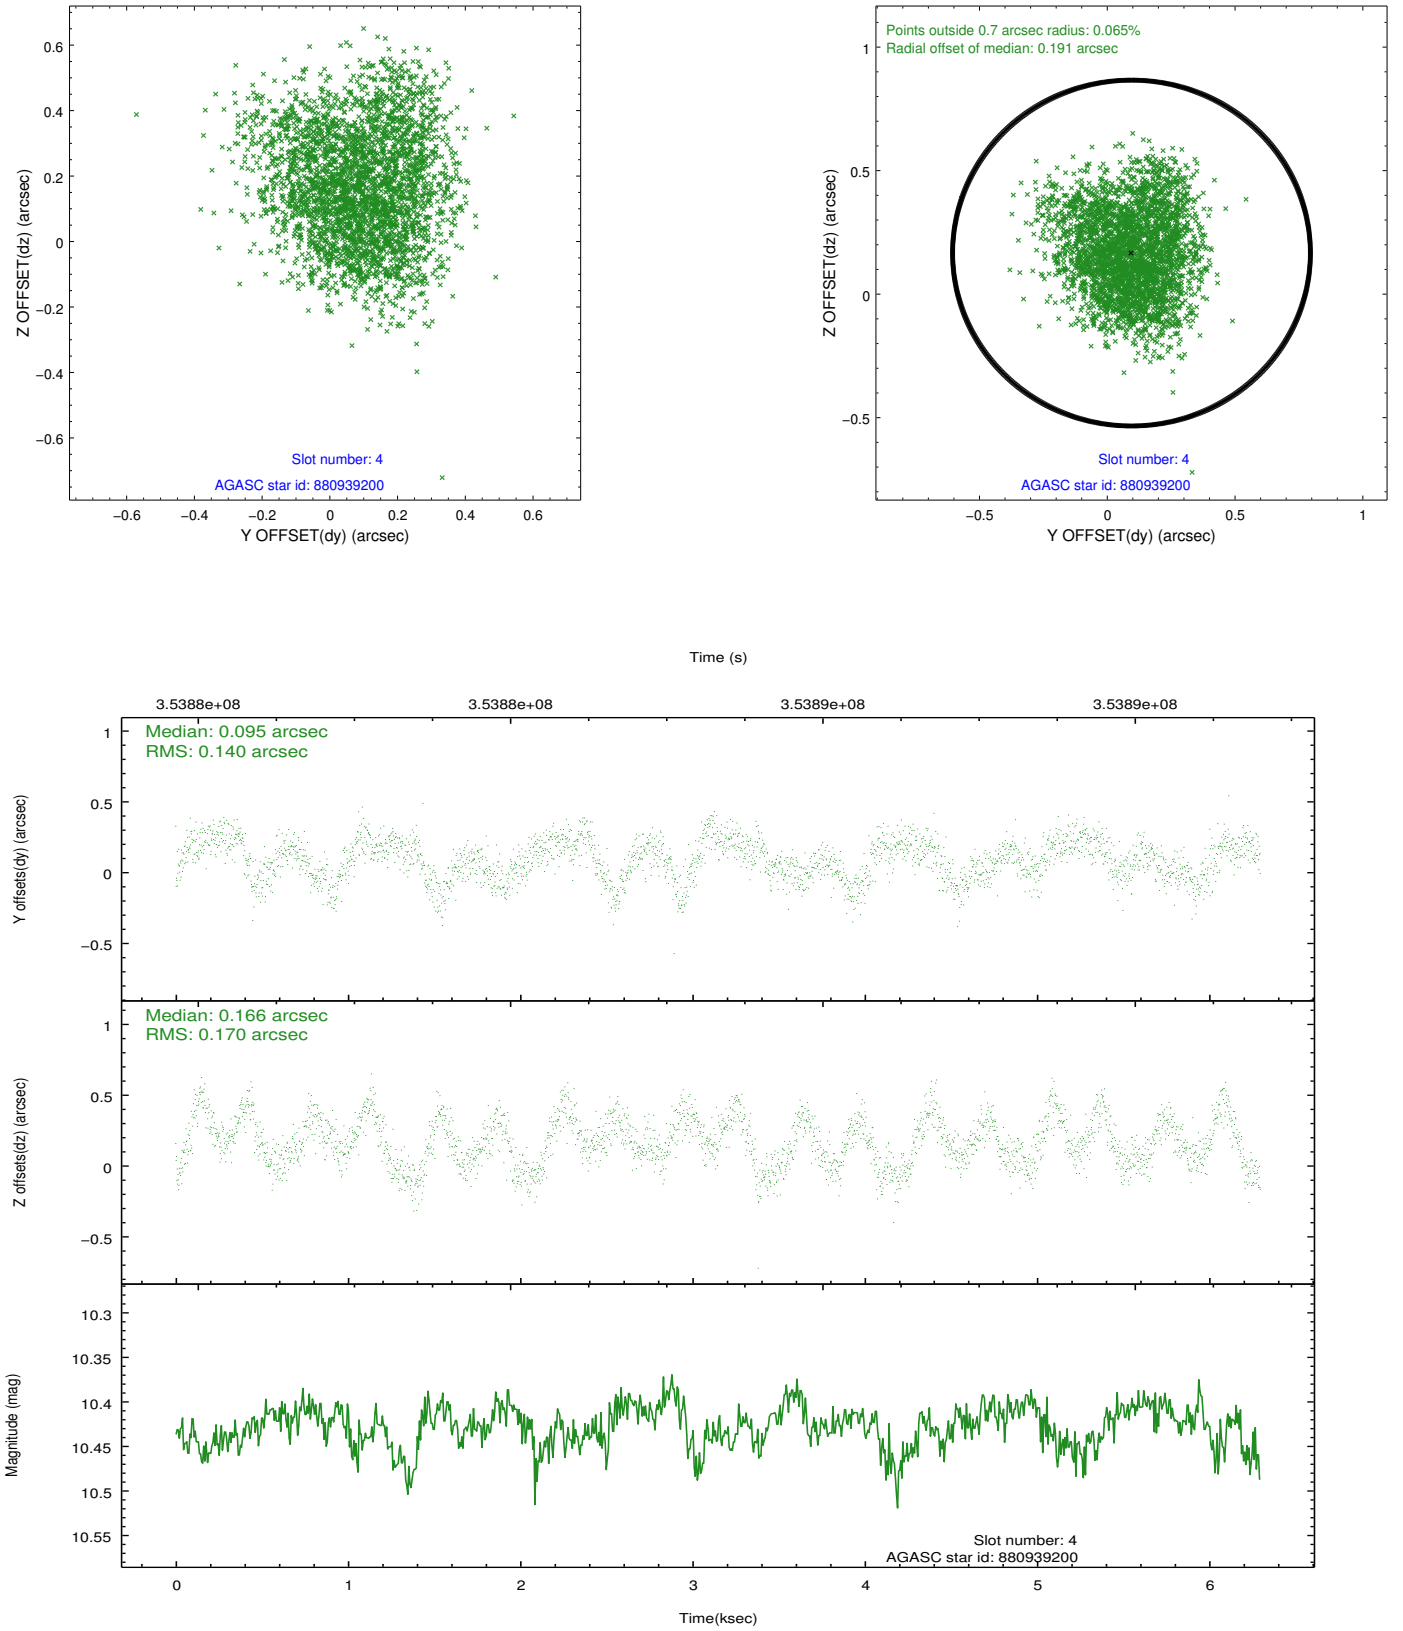 0.6
0.4
0.2
0
−0.2
−0.4
−0.6
Z OFFSET(dz) (arcsec)
Slot number: 4
AGASC star id: 880939200
−0.6 −0.4 −0.2 0 0.2 0.4 0.6
Y OFFSET(dy) (arcsec)
Points outside 0.7 arcsec radius: 0.065%
Radial offset of median: 0.191 arcsec
1
0.5
0
−0.5
Z OFFSET(dz) (arcsec)
Slot number: 4
AGASC star id: 880939200
−0.5 0 0.5 1
Y OFFSET(dy) (arcsec)
Time (s)
3.5388e+08 3.5388e+08 3.5389e+08 3.5389e+08
Median: 0.095 arcsec
RMS: 0.140 arcsec
1
0.5
0
−0.5
Y offsets(dy) (arcsec)
Median: 0.166 arcsec
RMS: 0.170 arcsec
1
0.5
0
−0.5
Z offsets(dz) (arcsec)
10.3
10.35
10.4
10.45
10.5
10.55
Magnitude (mag)
Slot number: 4
AGASC star id: 880939200
0 1 2 3 4 5 6
Time(ksec)